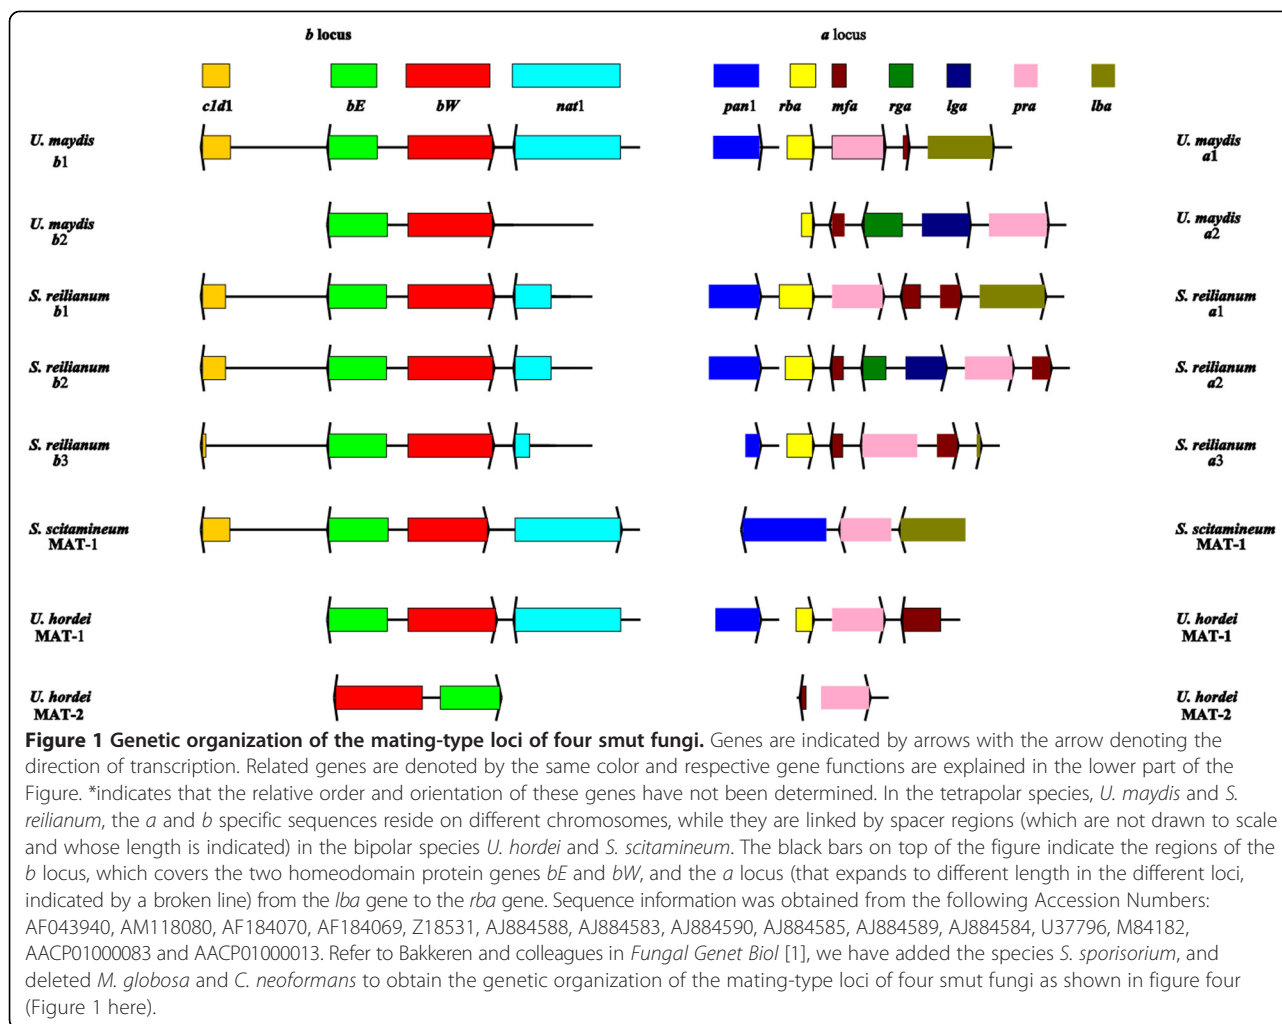 b locus a locus
c1d1 bE bW nat1 pan1 rba mfa rga lga pra lba
U. maydis U. maydis
b1 a1
U. maydis U. maydis
b2 a2
S. reilianum S. reilianum
b1 a1
S. reilianum S. reilianum
b2 a2
S. reilianum S. reilianum
b3 a3
S. scitamineum S. scitamineum
MAT-1 MAT-1
U. hordei U. hordei
MAT-1 MAT-1
U. hordei U. hordei
MAT-2 MAT-2
Figure 1 Genetic organization of the mating-type loci of four smut fungi. Genes are indicated by arrows with the arrow denoting the
direction of transcription. Related genes are denoted by the same color and respective gene functions are explained in the lower part of the
Figure. *indicates that the relative order and orientation of these genes have not been determined. In the tetrapolar species, U. maydis and S.
reilianum, the a and b specific sequences reside on different chromosomes, while they are linked by spacer regions (which are not drawn to scale
and whose length is indicated) in the bipolar species U. hordei and S. scitamineum. The black bars on top of the figure indicate the regions of the
b locus, which covers the two homeodomain protein genes bE and bW, and the a locus (that expands to different length in the different loci,
indicated by a broken line) from the lba gene to the rba gene. Sequence information was obtained from the following Accession Numbers:
AF043940, AM118080, AF184070, AF184069, Z18531, AJ884588, AJ884583, AJ884590, AJ884585, AJ884589, AJ884584, U37796, M84182,
AACP01000083 and AACP01000013. Refer to Bakkeren and colleagues in Fungal Genet Biol [1], we have added the species S. sporisorium, and
deleted M. globosa and C. neoformans to obtain the genetic organization of the mating-type loci of four smut fungi as shown in figure four
(Figure 1 here).